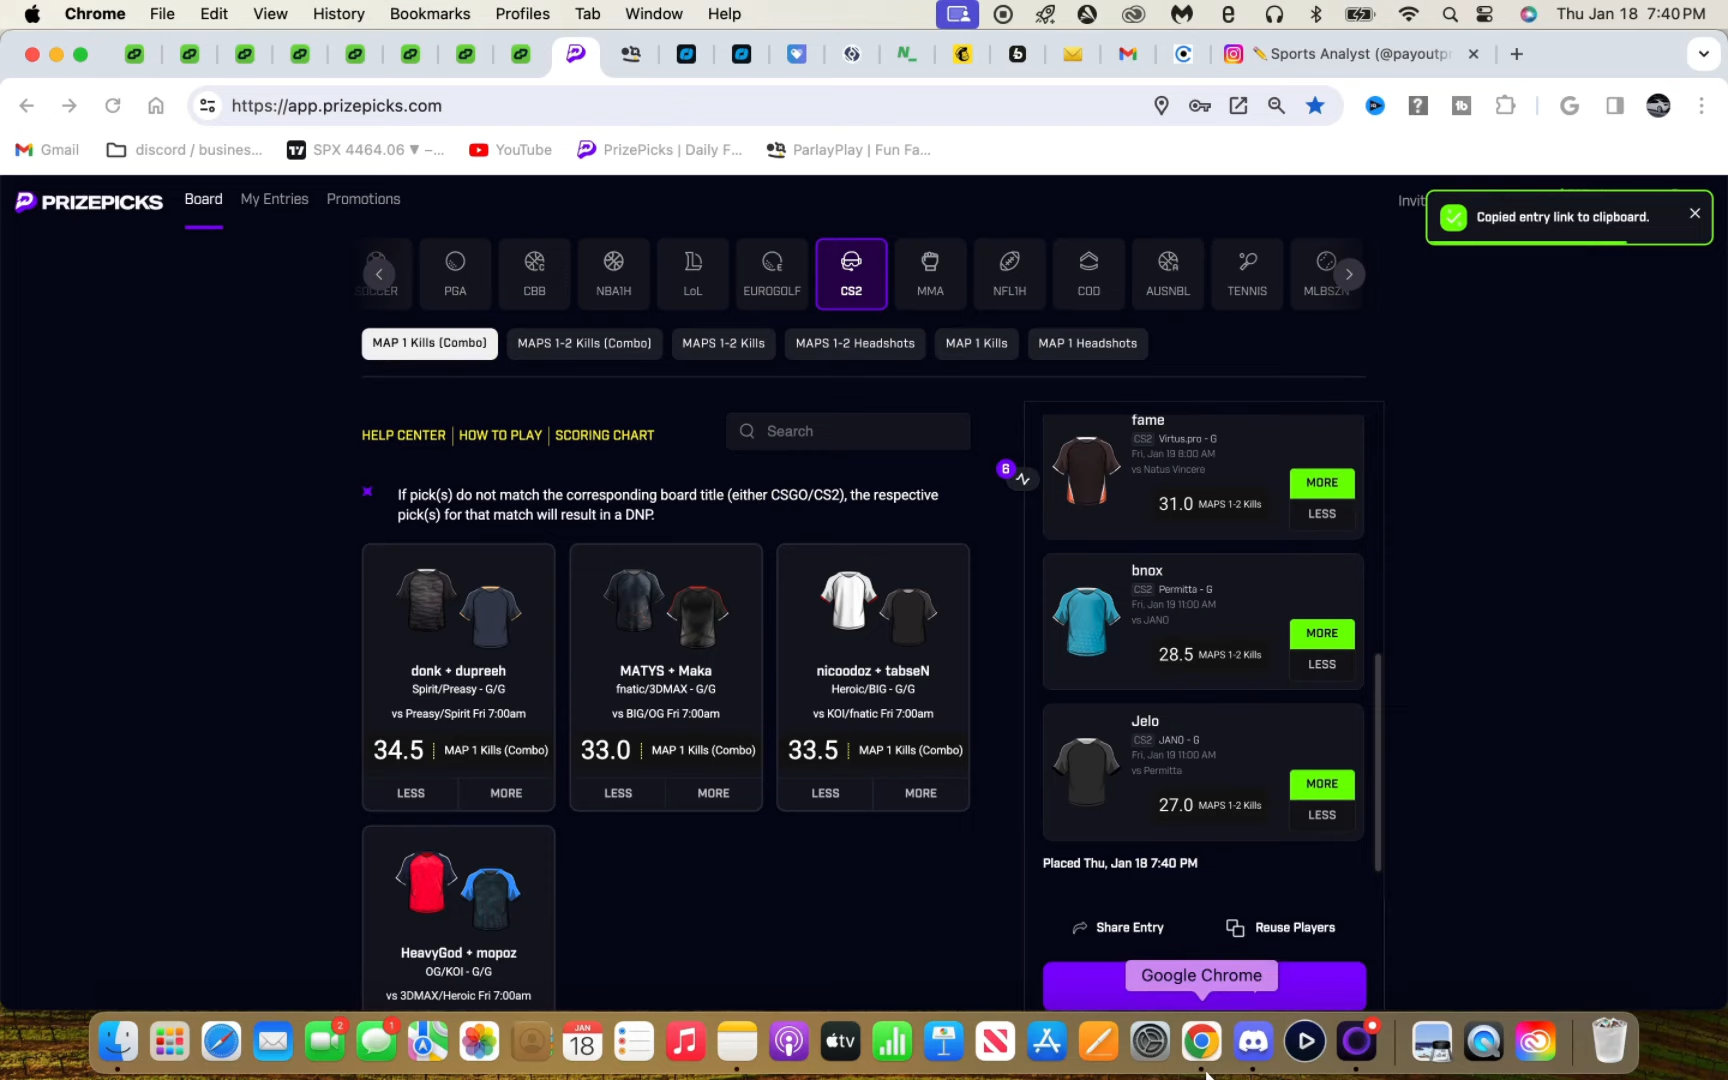 Chrome File Edit View History Bookmarks Profiles Tab Window Help Thu Jan 18 7:40 PM
Sports Analyst (@payoutpr
https://app.prizepicks.com
Gmail discord / busines... SPX 4464.06 ▼ –... YouTube PrizePicks | Daily F... ParlayPlay | Fun Fa...
PRIZEPICKS Board My Entries Promotions
Invit
Copied entry link to clipboard.
SOCCER PGA CBB NBA1H LoL EUROGOLF CS2 MMA NFL1H COD AUSNBL TENNIS MLBSZN
MAP 1 Kills (Combo) MAPS 1-2 Kills (Combo) MAPS 1-2 Kills MAPS 1-2 Headshots MAP 1 Kills MAP 1 Headshots
HELP CENTER | HOW TO PLAY | SCORING CHART
Search
If pick(s) do not match the corresponding board title (either CSGO/CS2), the respective
pick(s) for that match will result in a DNP.
donk + dupreeh
Spirit/Preasy - G/G
vs Preasy/Spirit Fri 7:00am
34.5 MAP 1 Kills (Combo)
LESS MORE
MATYS + Maka
fnatic/3DMAX - G/G
vs BIG/OG Fri 7:00am
33.0 MAP 1 Kills (Combo)
LESS MORE
nicoodoz + tabseN
Heroic/BIG - G/G
vs KOI/fnatic Fri 7:00am
33.5 MAP 1 Kills (Combo)
LESS MORE
HeavyGod + mopoz
OG/KOI - G/G
vs 3DMAX/Heroic Fri 7:00am
6
fame
CS2 Virtus.pro - G
Fri, Jan 19 8:00 AM
vs Natus Vincere
31.0 MAPS 1-2 Kills
MORE
LESS
bnox
CS2 Permitta - G
Fri, Jan 19 11:00 AM
vs JANO
28.5 MAPS 1-2 Kills
MORE
LESS
Jelo
CS2 JANO - G
Fri, Jan 19 11:00 AM
vs Permitta
27.0 MAPS 1-2 Kills
MORE
LESS
Placed Thu, Jan 18 7:40 PM
Share Entry Reuse Players
Google Chrome
2
1
JAN
18
tv